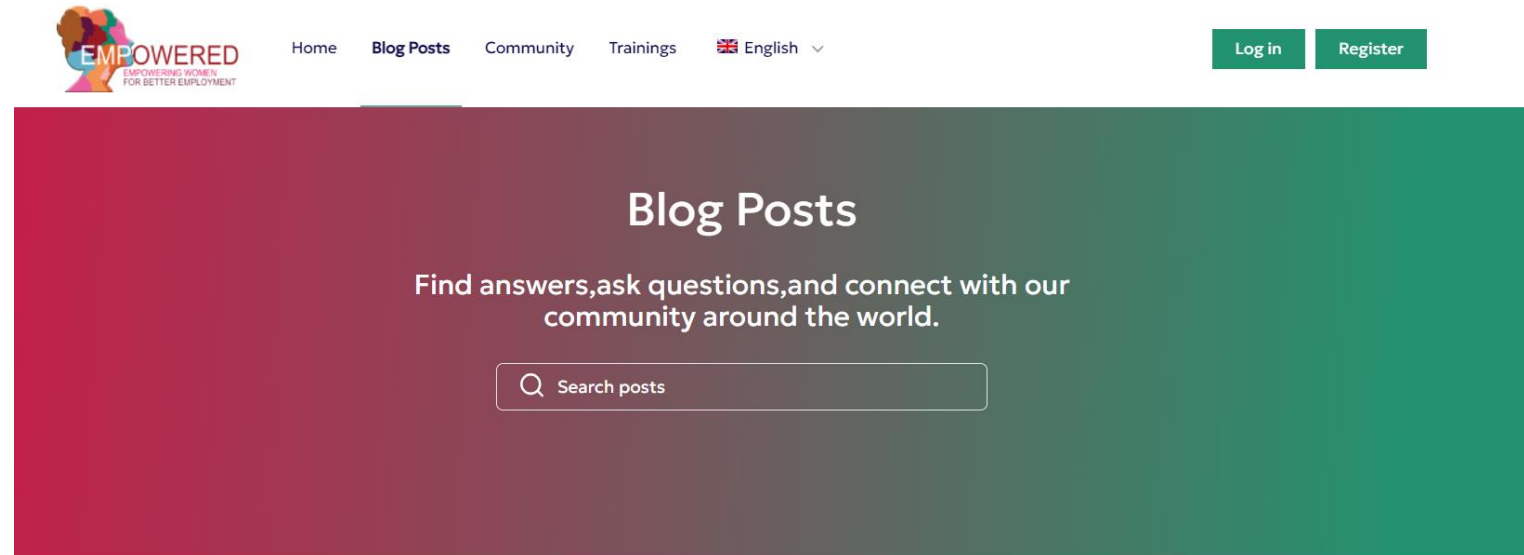 EMPOWERED
EMPOWERING WOMEN
FOR BETTER EMPLOYMENT
Home
Blog Posts
Community
Trainings
English
Log in
Register
Blog Posts
Find answers,ask questions,and connect with our
community around the world.
Search posts